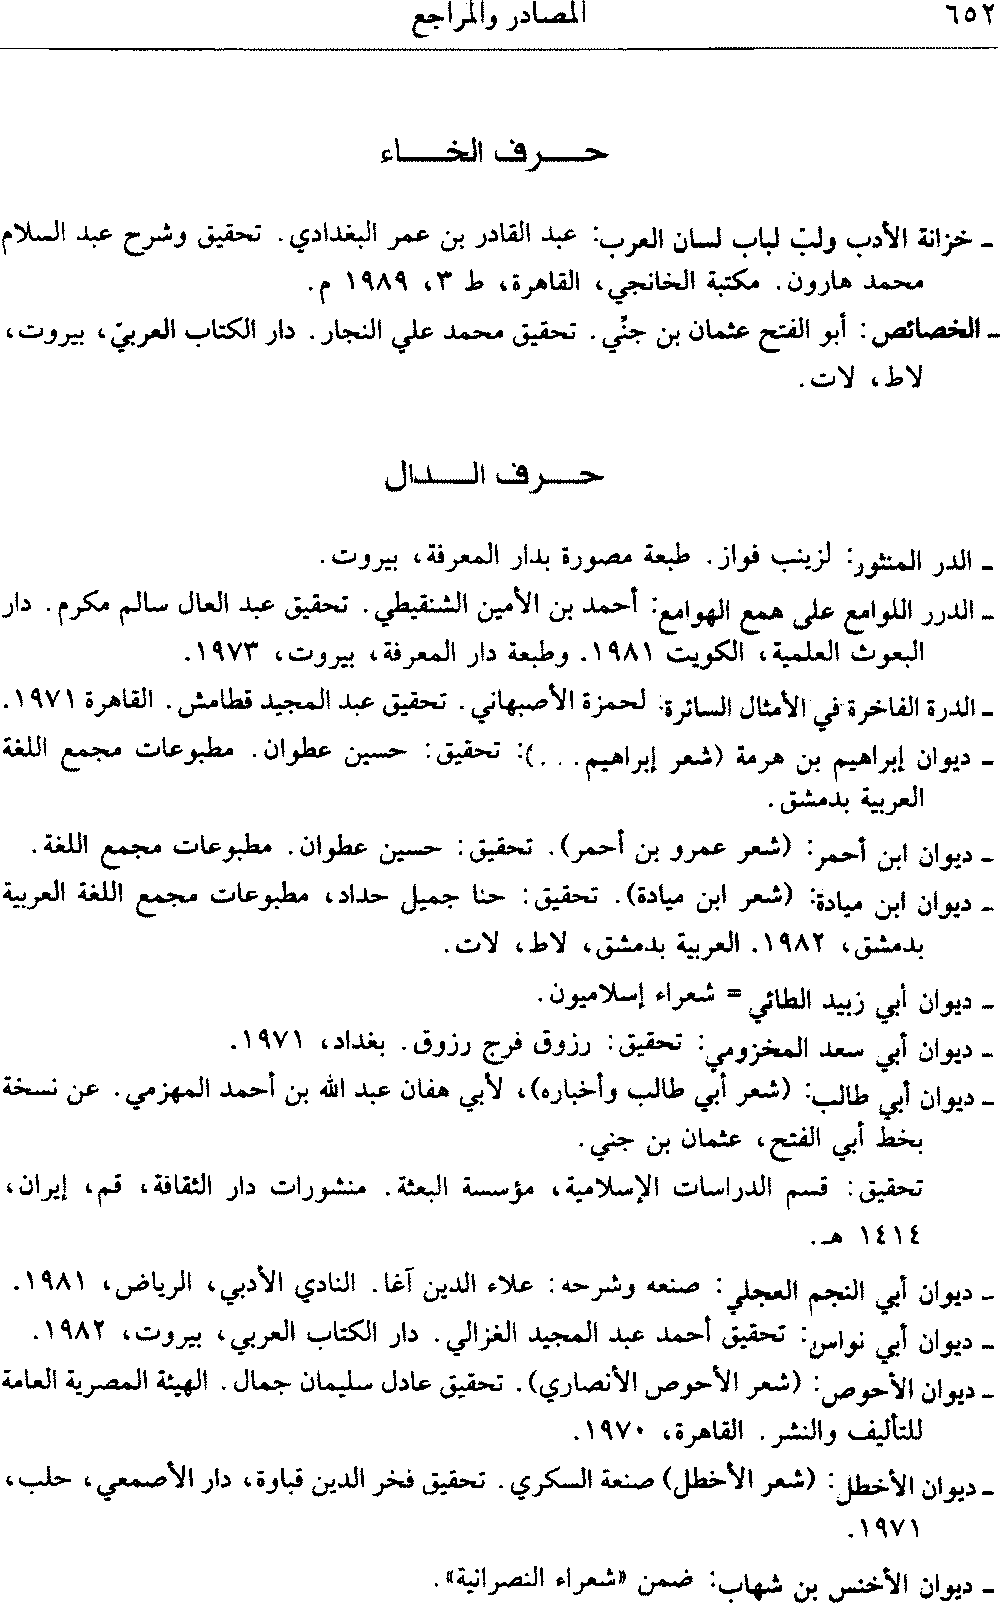 ٦٥٢ المصادر والمراجع
حـــرف الخـــاء
ـ خزانة الأدب ولبّ لباب لسان العرب: عبد القادر بن عمر البغدادي. تحقيق وشرح عبد السلام
محمد هارون. مكتبة الخانجي، القاهرة، ط ٣، ١٩٨٩ م.
ـ الخصائص: أبو الفتح عثمان بن جنِّي. تحقيق محمد علي النجار. دار الكتاب العربيّ، بيروت،
لاط، لات.
حـــرف الـــدال
ـ الدر المنثور: لزينب فواز. طبعة مصورة بدار المعرفة، بيروت.
ـ الدرر اللوامع على همع الهوامع: أحمد بن الأمين الشنقيطي. تحقيق عبد العال سالم مكرم. دار
البعوث العلمية، الكويت ١٩٨١. وطبعة دار المعرفة، بيروت، ١٩٧٣.
ـ الدرة الفاخرة في الأمثال السائرة: لحمزة الأصبهاني. تحقيق عبد المجيد قطامش. القاهرة ١٩٧١.
ـ ديوان إبراهيم بن هرمة (شعر إبراهيم...): تحقيق: حسين عطوان. مطبوعات مجمع اللغة
العربية بدمشق.
ـ ديوان ابن أحمر: (شعر عمرو بن أحمر). تحقيق: حسين عطوان. مطبوعات مجمع اللغة.
ـ ديوان ابن ميادة: (شعر ابن ميادة). تحقيق: حنا جميل حداد، مطبوعات مجمع اللغة العربية
بدمشق، ١٩٨٢. العربية بدمشق، لاط، لات.
ـ ديوان أبي زبيد الطائي = شعراء إسلاميون.
ـ ديوان أبي سعد المخزومي: تحقيق: رزوق فرج رزوق. بغداد، ١٩٧١.
ـ ديوان أبي طالب: (شعر أبي طالب وأخباره)، لأبي هفان عبد الله بن أحمد المهزمي. عن نسخة
بخط أبي الفتح، عثمان بن جني.
تحقيق: قسم الدراسات الإسلامية، مؤسسة البعثة. منشورات دار الثقافة، قم، إيران،
١٤١٤ هـ.
ـ ديوان أبي النجم العجلي: صنعه وشرحه: علاء الدين آغا. النادي الأدبي، الرياض، ١٩٨١.
ـ ديوان أبي نواس: تحقيق أحمد عبد المجيد الغزالي. دار الكتاب العربي، بيروت، ١٩٨٢.
ـ ديوان الأحوص: (شعر الأحوص الأنصاري). تحقيق عادل سليمان جمال. الهيئة المصرية العامة
للتأليف والنشر. القاهرة، ١٩٧٠.
ـ ديوان الأخطل: (شعر الأخطل) صنعة السكري. تحقيق فخر الدين قباوة، دار الأصمعي، حلب،
١٩٧١.
ـ ديوان الأخنس بن شهاب: ضمن «شعراء النصرانية».